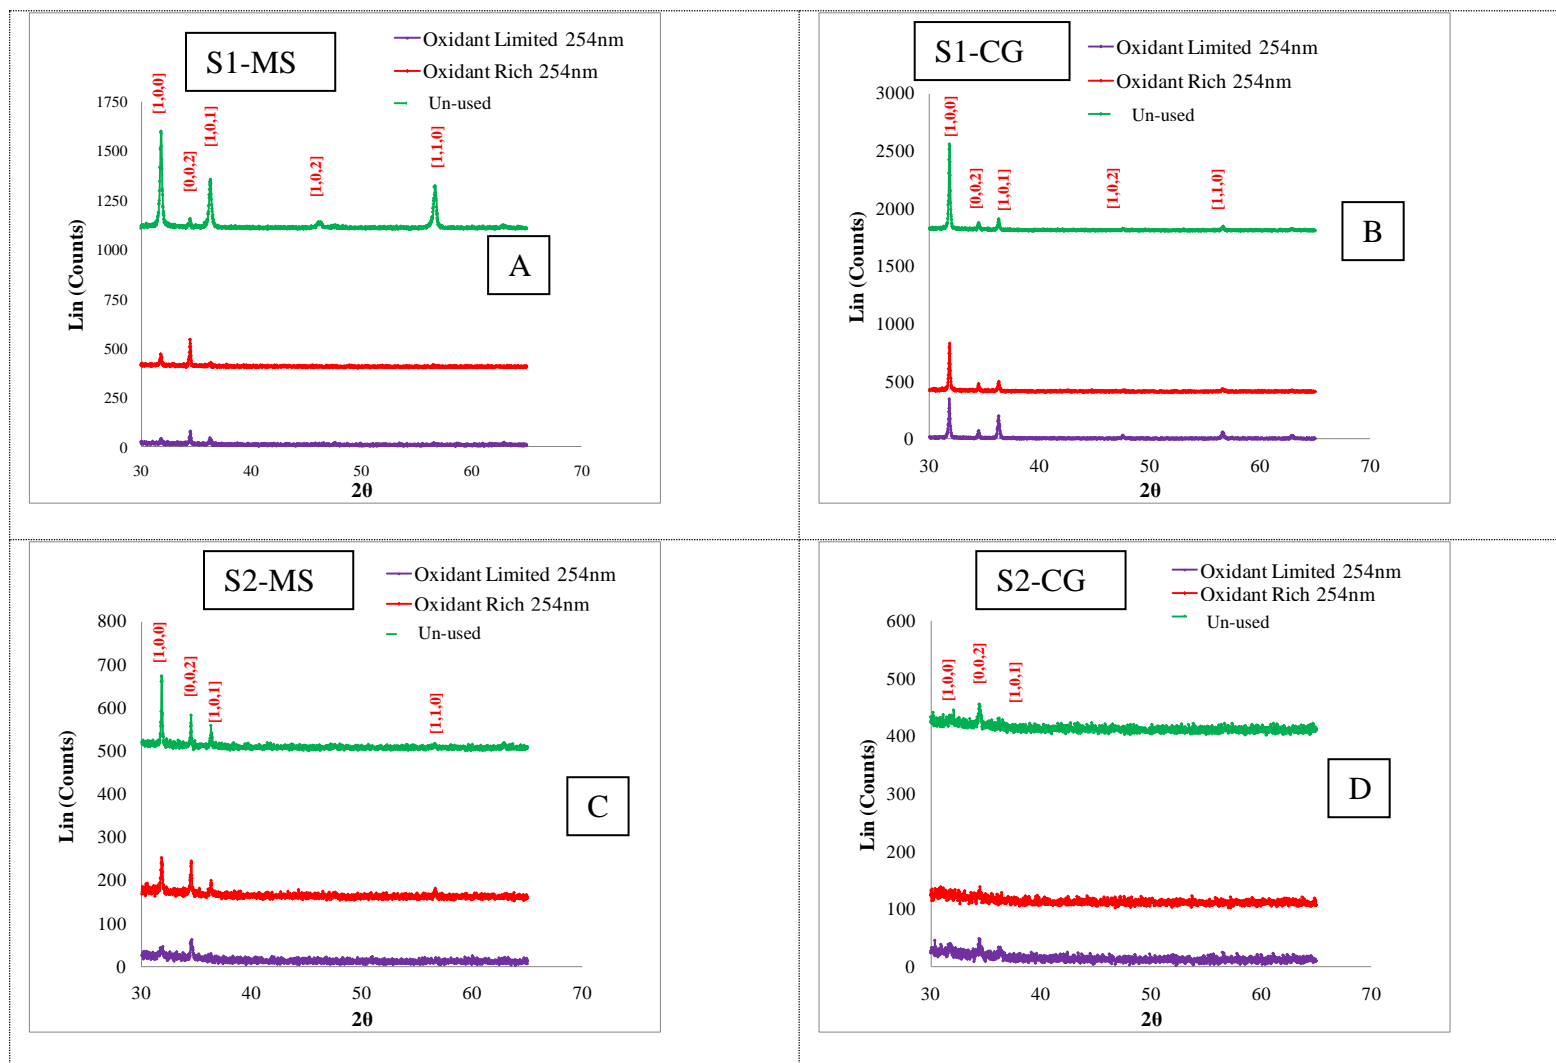 S1-MS
Oxidant Limited 254nm
Oxidant Rich 254nm
Un-used
[1,0,0]
[0,0,2]
[1,0,1]
[1,0,2]
[1,1,0]
1750
1500
1250
1000
750
500
250
0
Lin (Counts)
A
30 40 50 60 70
2θ
S1-CG
Oxidant Limited 254nm
Oxidant Rich 254nm
Un-used
[1,0,0]
[0,0,2]
[1,0,1]
[1,0,2]
[1,1,0]
3000
2500
2000
1500
1000
500
0
Lin (Counts)
B
30 40 50 60 70
2θ
S2-MS
Oxidant Limited 254nm
Oxidant Rich 254nm
Un-used
[1,0,0]
[0,0,2]
[1,0,1]
[1,1,0]
800
700
600
500
400
300
200
100
0
Lin (Counts)
C
30 40 50 60 70
2θ
S2-CG
Oxidant Limited 254nm
Oxidant Rich 254nm
Un-used
[1,0,0]
[0,0,2]
[1,0,1]
600
500
400
300
200
100
0
Lin (Counts)
D
30 40 50 60 70
2θ